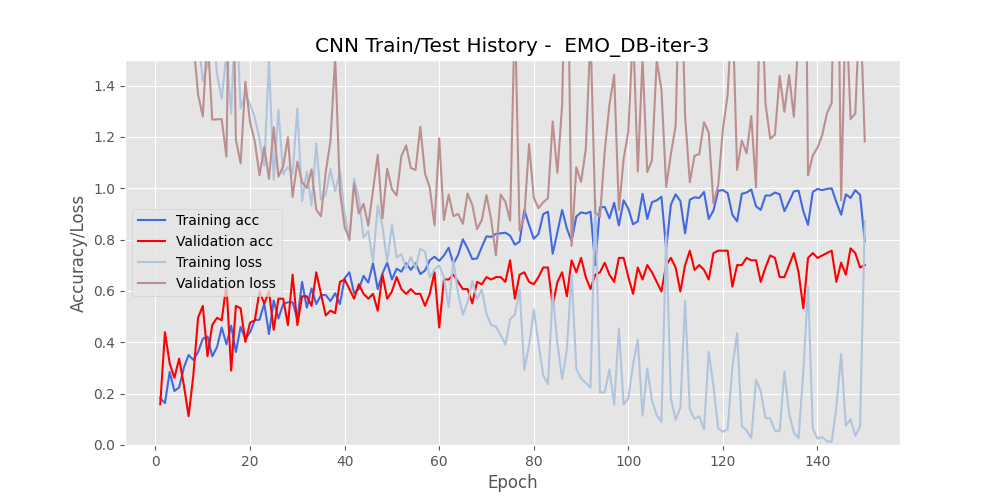 CNN Train/Test History -  EMO_DB-iter-3
1.4
1.2
1.0
0.8
0.6
0.4
0.2
0.0
Accuracy/Loss
Training acc
Validation acc
Training loss
Validation loss
0 20 40 60 80 100 120 140
Epoch